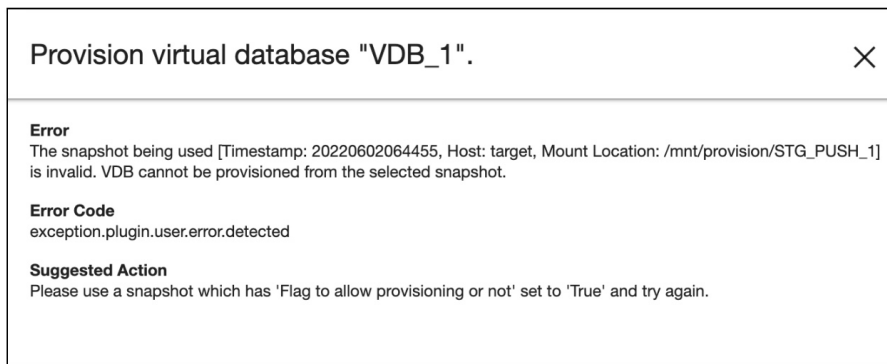 Provision virtual database "VDB_1".
Error
The snapshot being used [Timestamp: 20220602064455, Host: target, Mount Location: /mnt/provision/STG_PUSH_1]
is invalid. VDB cannot be provisioned from the selected snapshot.
Error Code
exception.plugin.user.error.detected
Suggested Action
Please use a snapshot which has 'Flag to allow provisioning or not' set to 'True' and try again.